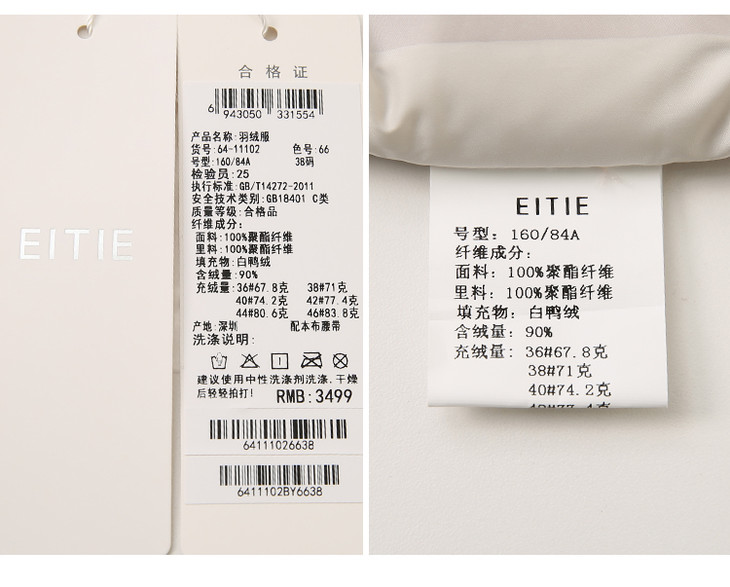 EITIE
合格证
6 943050 331554
产品名称:羽绒服
货号:64-11102 色号:66
号型:160/84A 38码
检验员:25
执行标准:GB/T14272-2011
安全技术类别:GB18401 C类
质量等级:合格品
纤维成分:
面料:100%聚酯纤维
里料:100%聚酯纤维
填充物:白鸭绒
含绒量:90%
充绒量:36#67.8克 38#71克
40#74.2克 42#77.4克
44#80.6克 46#83.8克
产地:深圳 配本布腰带
洗涤说明:
建议使用中性洗涤剂洗涤.干燥
后轻轻拍打! RMB:3499
64111026638
6411102BY6638
EITIE
号型: 160/84A
纤维成分:
面料: 100%聚酯纤维
里料: 100%聚酯纤维
填充物: 白鸭绒
含绒量: 90%
充绒量: 36#67.8克
38#71克
40#74.2克